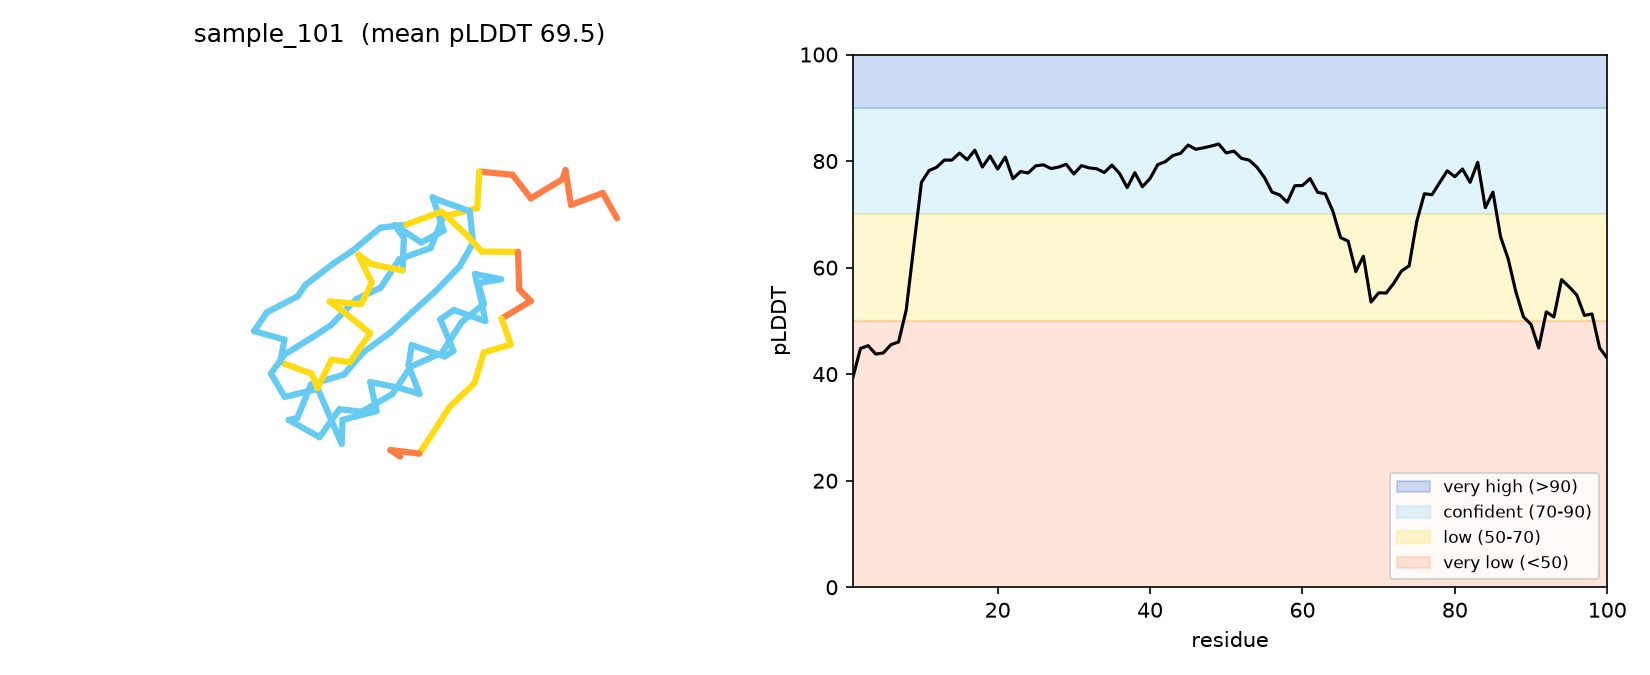 sample_101 (mean pLDDT 69.5)
100
80
60
40
20
0
pLDDT
20
40
60
80
100
residue
very high (>90)
confident (70-90)
low (50-70)
very low (<50)